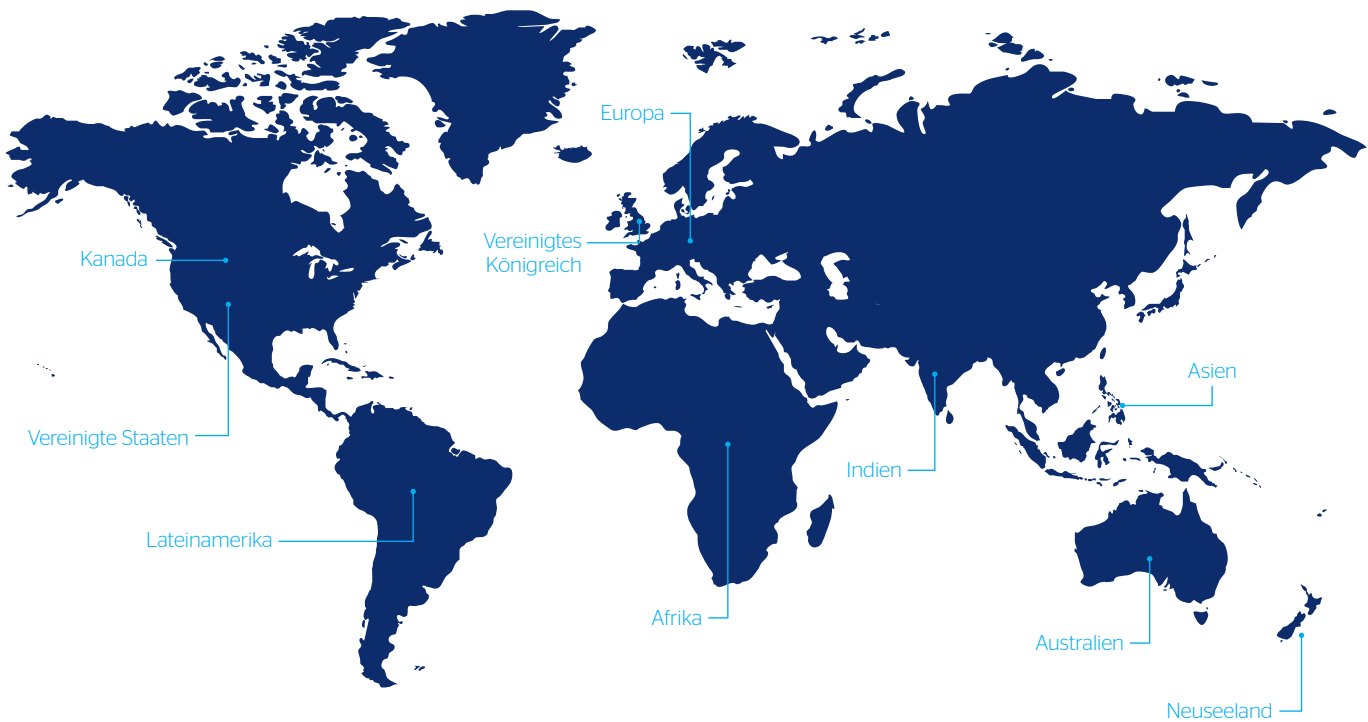 Europa
Vereinigtes
Königreich
Kanada
Asien
Vereinigte Staaten
Indien
Lateinamerika
Afrika
Australien
Neuseeland